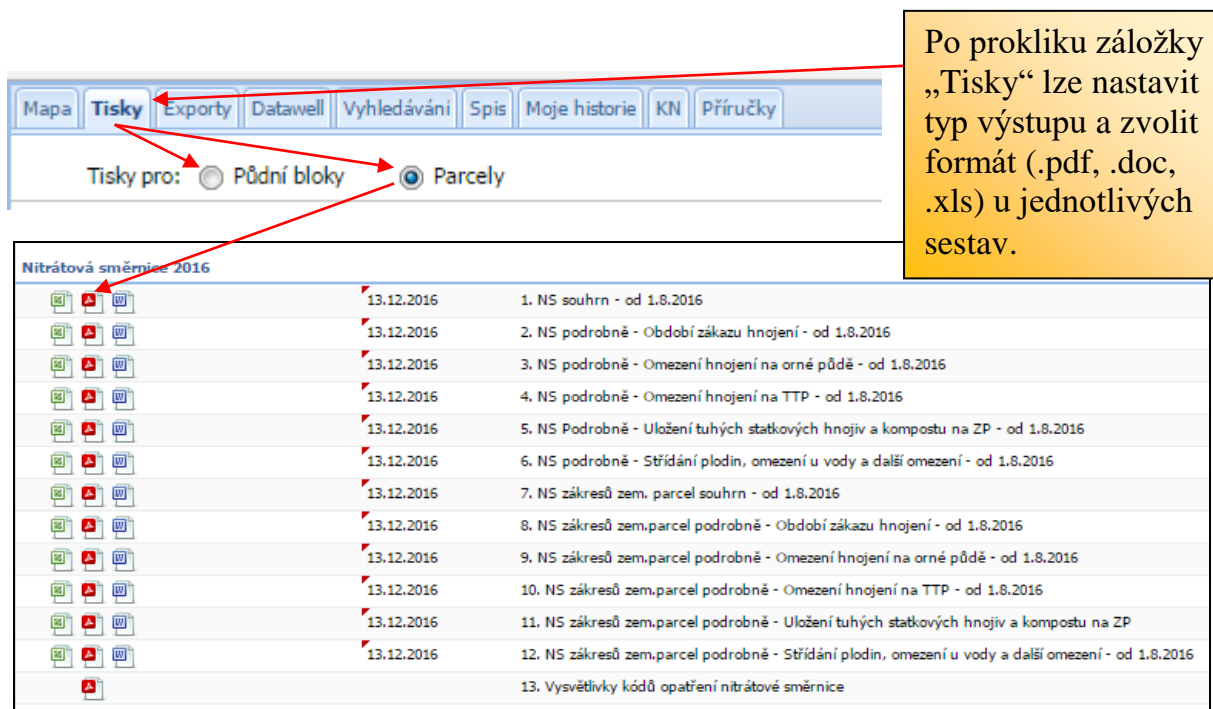 Po prokliku záložky
„Tisky“ lze nastavit
typ výstupu a zvolit
formát (.pdf, .doc,
.xls) u jednotlivých
sestav.
Mapa Tisky Exporty Datawell Vyhledávání Spis Moje historie KN Příručky
Tisky pro: Půdní bloky Parcely
Nitrátová směrnice 2016
13.12.2016 1. NS souhrn - od 1.8.2016
13.12.2016 2. NS podrobně - Období zákazu hnojení - od 1.8.2016
13.12.2016 3. NS podrobně - Omezení hnojení na orné půdě - od 1.8.2016
13.12.2016 4. NS podrobně - Omezení hnojení na TTP - od 1.8.2016
13.12.2016 5. NS Podrobně - Uložení tuhých statkových hnojiv a kompostu na ZP - od 1.8.2016
13.12.2016 6. NS podrobně - Střídání plodin, omezení u vody a další omezení - od 1.8.2016
13.12.2016 7. NS zákresů zem. parcel souhrn - od 1.8.2016
13.12.2016 8. NS zákresů zem.parcel podrobně - Období zákazu hnojení - od 1.8.2016
13.12.2016 9. NS zákresů zem.parcel podrobně - Omezení hnojení na orné půdě - od 1.8.2016
13.12.2016 10. NS zákresů zem.parcel podrobně - Omezení hnojení na TTP - od 1.8.2016
13.12.2016 11. NS zákresů zem.parcel podrobně - Uložení tuhých statkových hnojiv a kompostu na ZP
13.12.2016 12. NS zákresů zem.parcel podrobně - Střídání plodin, omezení u vody a další omezení - od 1.8.2016
13. Vysvětlivky kódů opatření nitrátové směrnice